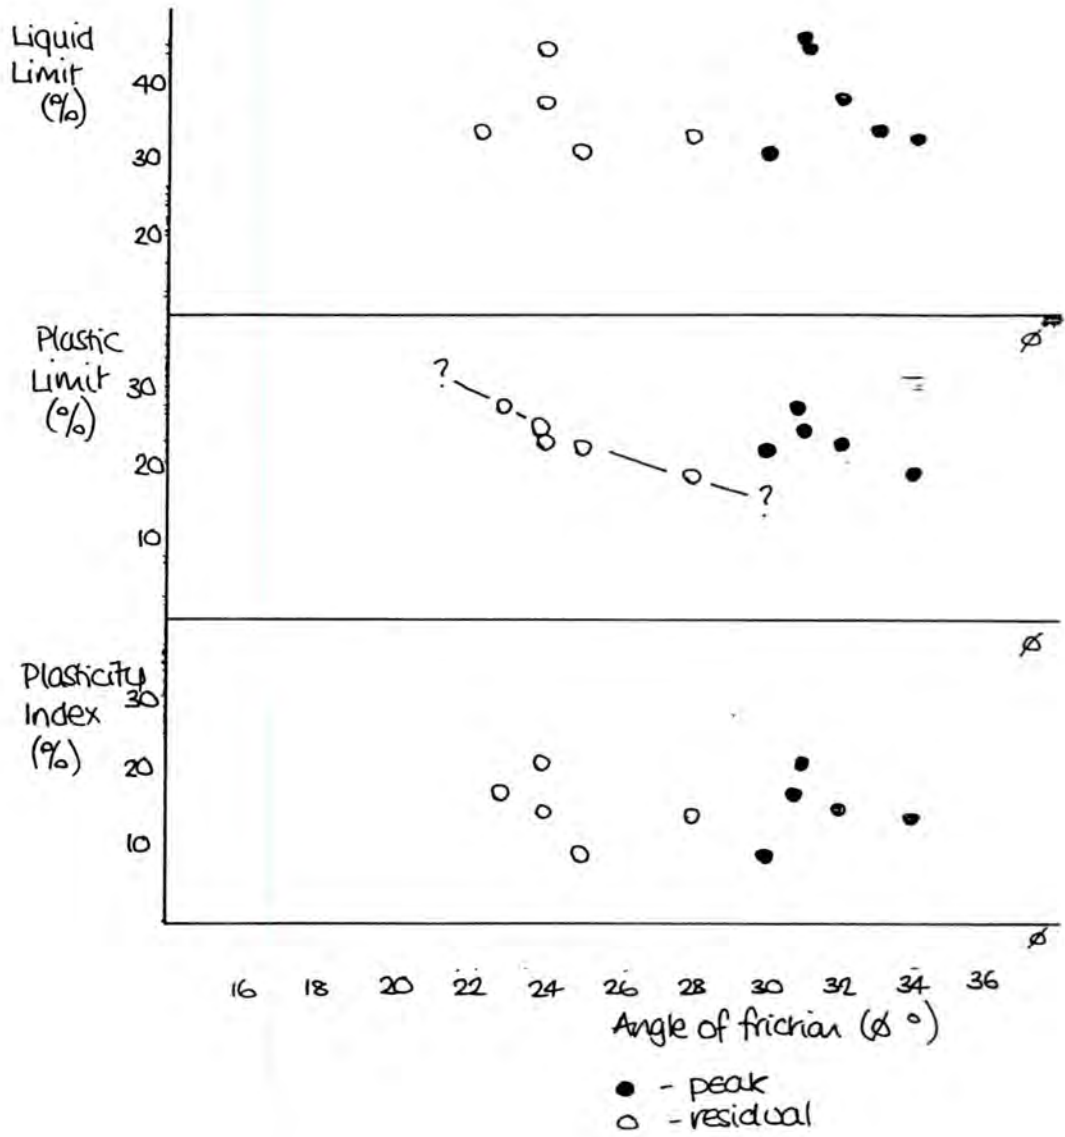 Liquid
Limit
(%)
40
30
20
Plastic
Limit
(%)
30
20
10
ø
?
?
Plasticity
Index
(%)
30
20
10
ø
ø
16 18 20 22 24 26 28 30 32 34 36
Angle of friction (ø °)
● - peak
○ - residual